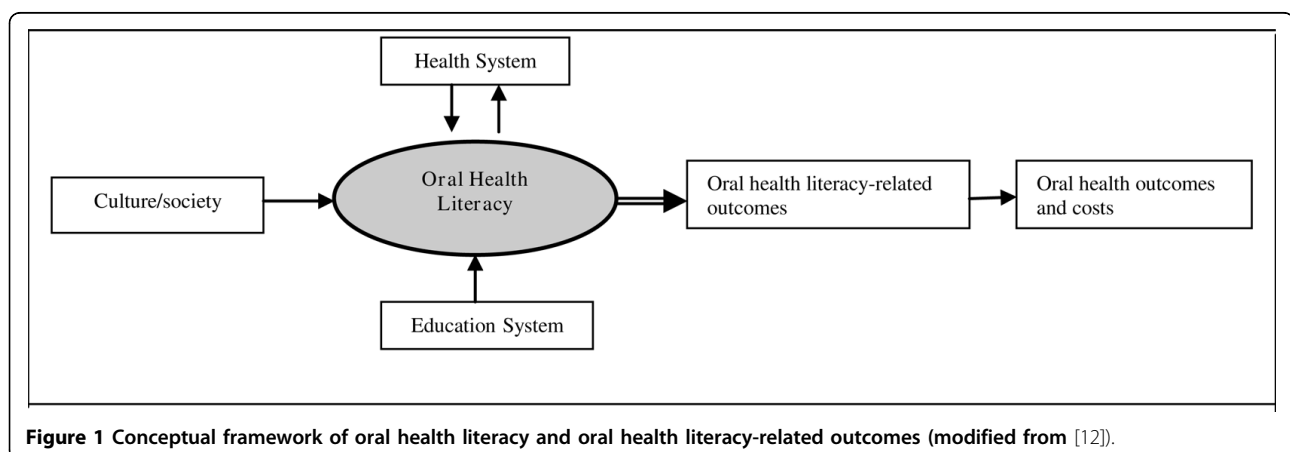 Health System
Oral Health
Literacy
Culture/society
Oral health literacy-related
outcomes
Oral health outcomes
and costs
Education System
Figure 1 Conceptual framework of oral health literacy and oral health literacy-related outcomes (modified from [12]).